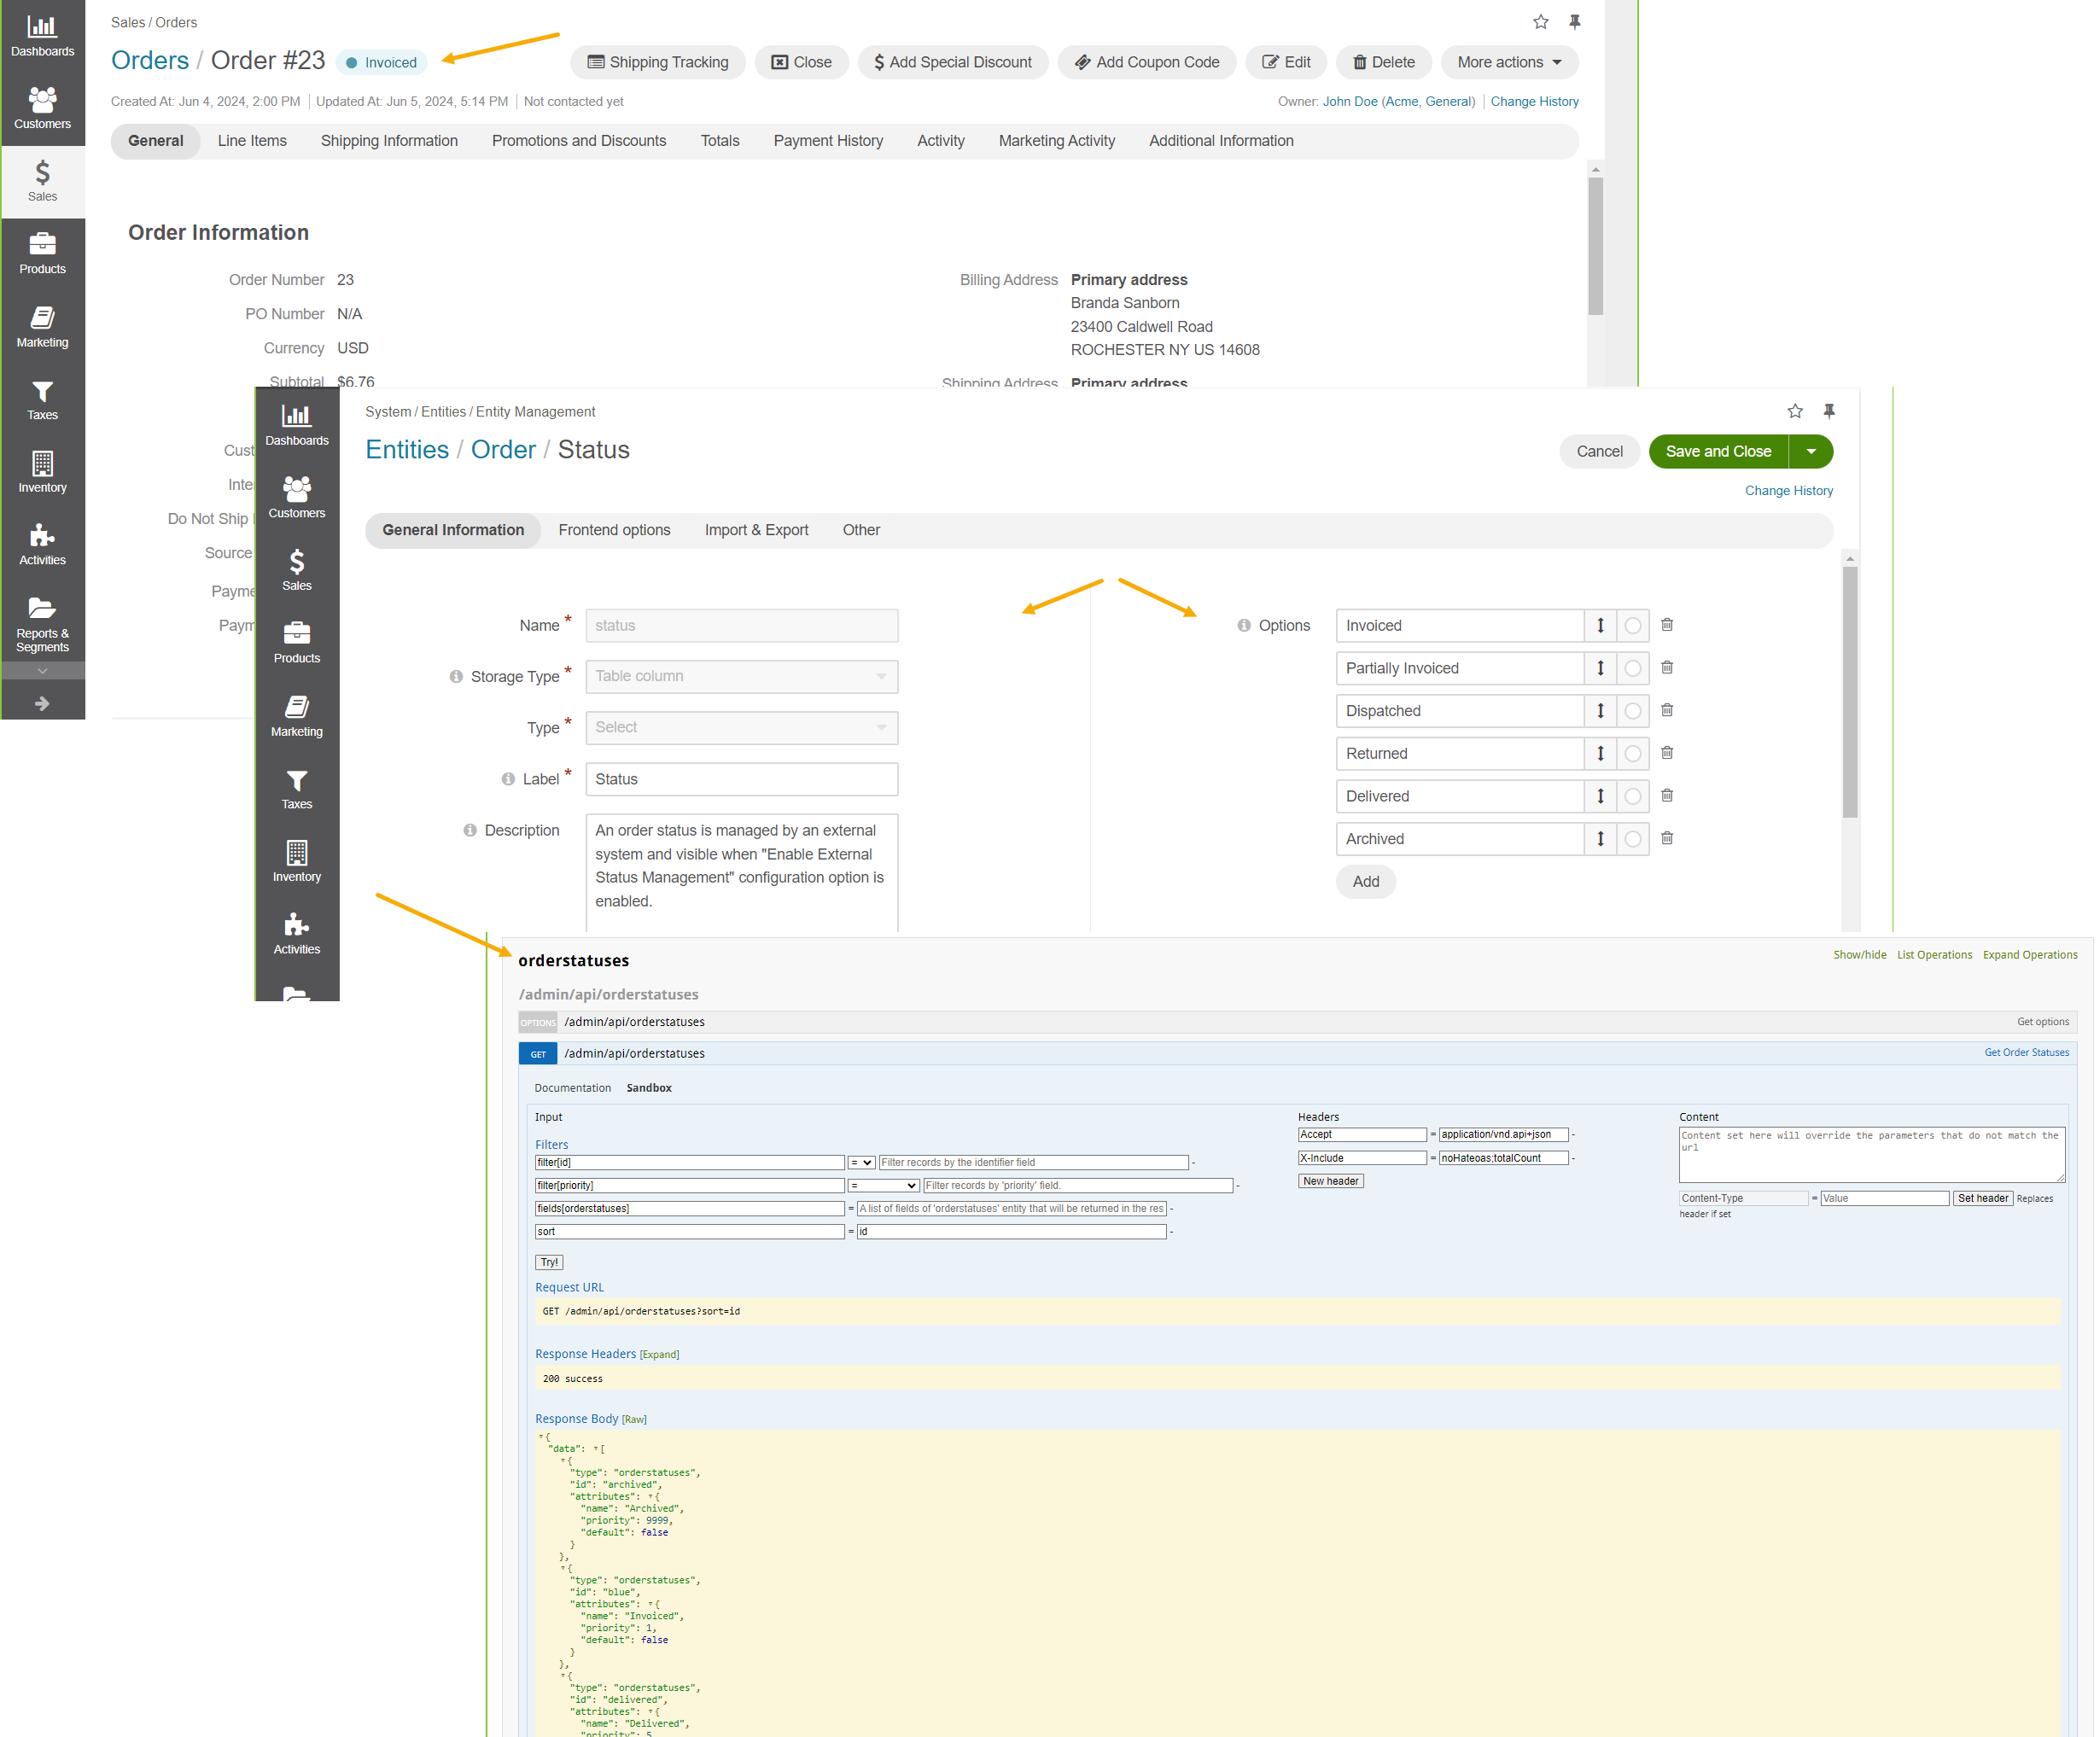 Dashboards
Customers
Sales
Products
Marketing
Taxes
Inventory
Activities
Reports &
Segments
Sales / Orders
Orders / Order #23
Invoiced
Shipping Tracking
Close
Add Special Discount
Add Coupon Code
Edit
Delete
More actions
Created At: Jun 4, 2024, 2:00 PM
Updated At: Jun 5, 2024, 5:14 PM
Not contacted yet
Owner: John Doe (Acme, General)
Change History
General
Line Items
Shipping Information
Promotions and Discounts
Totals
Payment History
Activity
Marketing Activity
Additional Information
Order Information
Order Number 23
PO Number N/A
Currency USD
Subtotal $6.76
Billing Address Primary address
Branda Sanborn
23400 Caldwell Road
ROCHESTER NY US 14608
Shipping Address Primary address
Cust
Inte
Do Not Ship
Source
Payme
Paym
Dashboards
Customers
Sales
Products
Marketing
Taxes
Inventory
Activities
System / Entities / Entity Management
Entities / Order / Status
Cancel
Save and Close
Change History
General Information
Frontend options
Import & Export
Other
Name * status
Storage Type * Table column
Type * Select
Label * Status
Description An order status is managed by an external
system and visible when "Enable External
Status Management" configuration option is
enabled.
Options
Invoiced
Partially Invoiced
Dispatched
Returned
Delivered
Archived
Add
orderstatuses
Show/hide
List Operations
Expand Operations
/admin/api/orderstatuses
OPTIONS /admin/api/orderstatuses Get options
GET /admin/api/orderstatuses Get Order Statuses
Documentation
Sandbox
Input
Filters
filter[id] = Filter records by the identifier field -
filter[priority] = Filter records by 'priority' field. -
fields[orderstatuses] = A list of fields of 'orderstatuses' entity that will be returned in the res -
sort = id -
Try!
Headers
Accept = application/vnd.api+json -
X-Include = noHateoas;totalCount -
New header
Content
Content set here will override the parameters that do not match the
url
Content-Type = Value Set header Replaces
header if set
Request URL
GET /admin/api/orderstatuses?sort=id
Response Headers [Expand]
200 success
Response Body [Raw]
{
"data": [
{
"type": "orderstatuses",
"id": "archived",
"attributes": {
"name": "Archived",
"priority": 9999,
"default": false
}
},
{
"type": "orderstatuses",
"id": "blue",
"attributes": {
"name": "Invoiced",
"priority": 1,
"default": false
}
},
{
"type": "orderstatuses",
"id": "delivered",
"attributes": {
"name": "Delivered",
"priority": 5